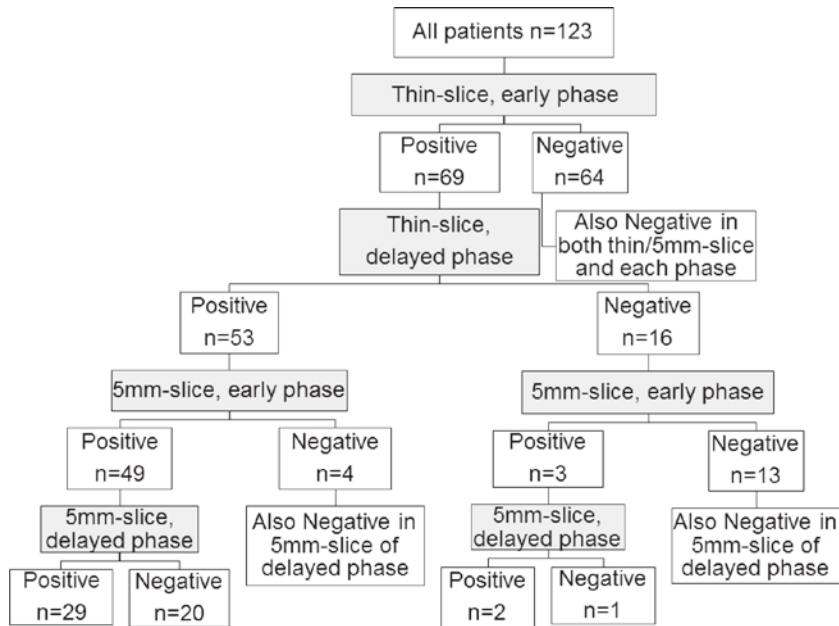 All patients n=123
Thin-slice, early phase
Positive
n=69
Negative
n=64
Thin-slice,
delayed phase
Also Negative in
both thin/5mm-slice
and each phase
Positive
n=53
Negative
n=16
5mm-slice, early phase
5mm-slice, early phase
Positive
n=49
Negative
n=4
Positive
n=3
Negative
n=13
5mm-slice,
delayed phase
Also Negative in
5mm-slice of
delayed phase
5mm-slice,
delayed phase
Also Negative in
5mm-slice of
delayed phase
Positive
n=29
Negative
n=20
Positive
n=2
Negative
n=1